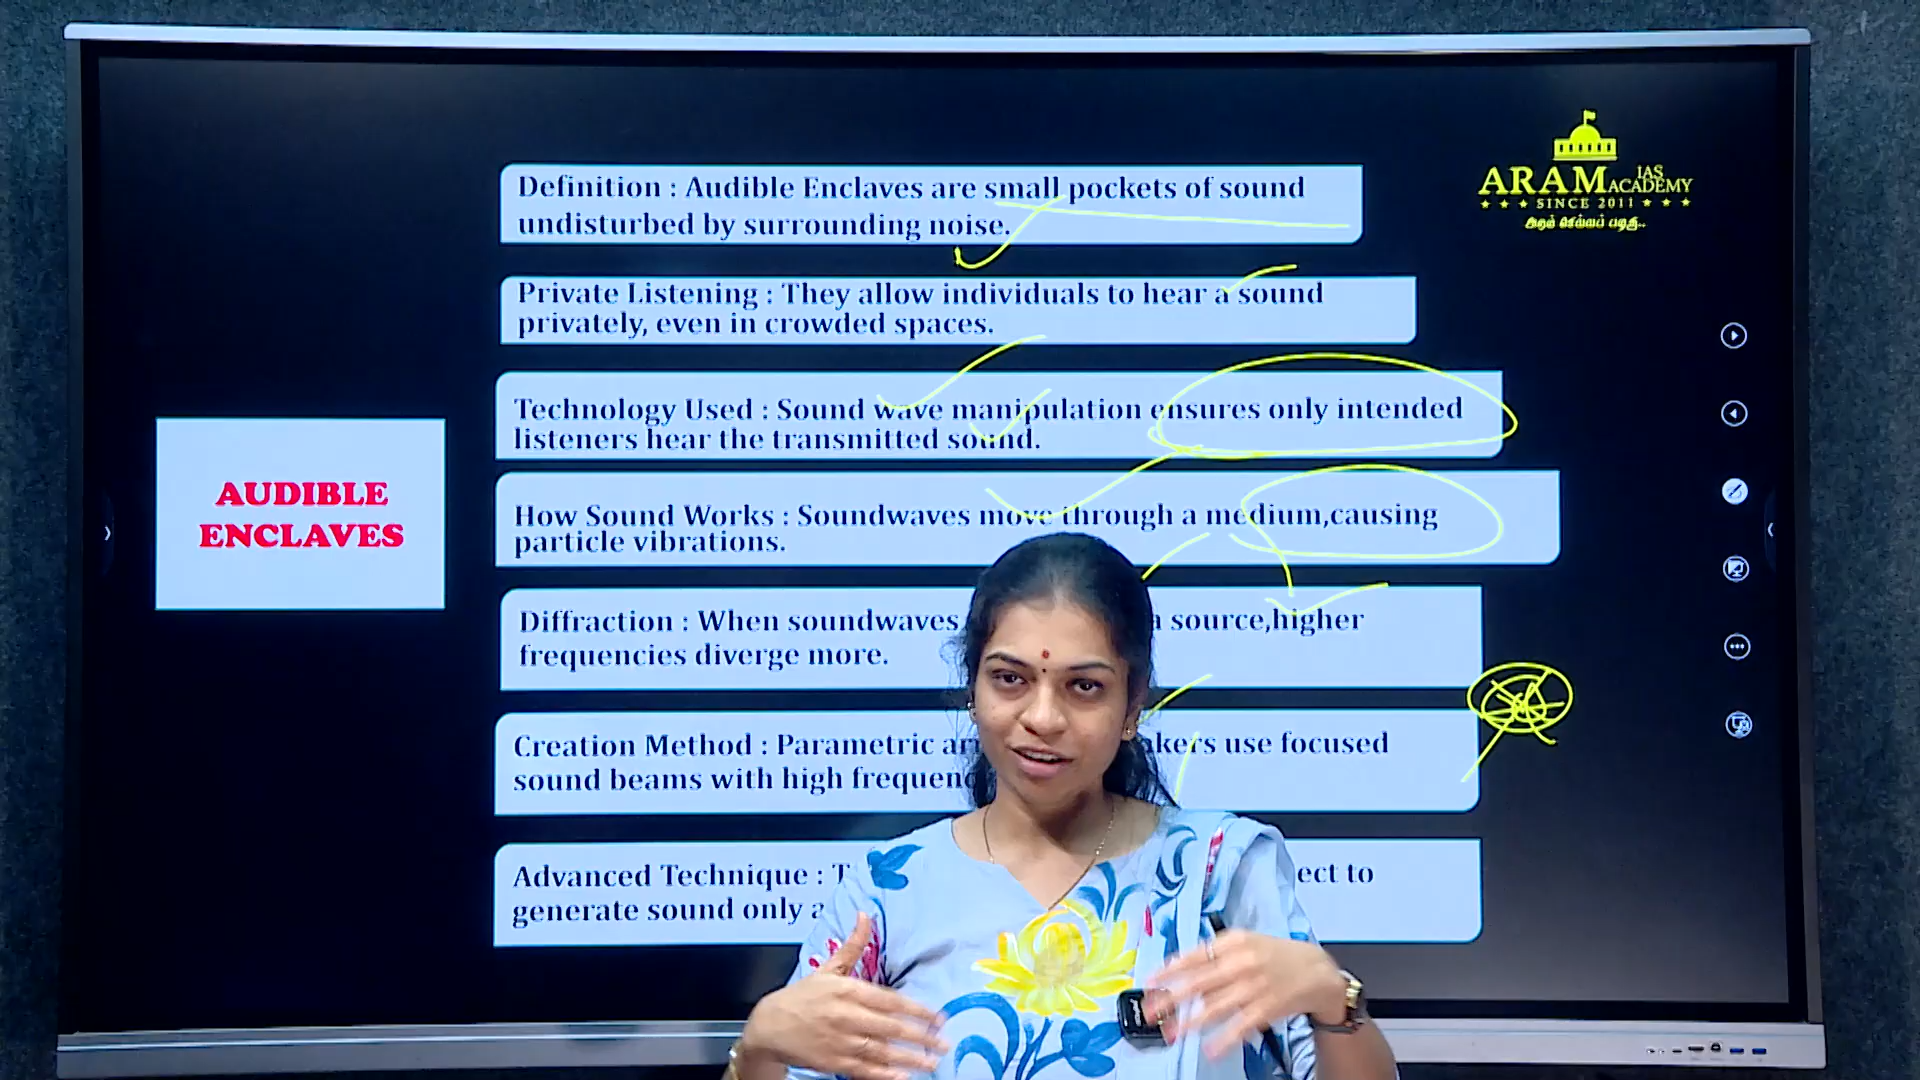 ARAM IAS ACADEMY
SINCE 2011
அறம் செய்யப் பழகு..
Definition : Audible Enclaves are small pockets of sound
undisturbed by surrounding noise.
Private Listening : They allow individuals to hear a sound
privately, even in crowded spaces.
Technology Used : Sound wave manipulation ensures only intended
listeners hear the transmitted sound.
AUDIBLE
ENCLAVES
How Sound Works : Soundwaves move through a medium,causing
particle vibrations.
Diffraction : When soundwaves a source,higher
frequencies diverge more.
Creation Method : Parametric use focused
sound beams with high
Advanced Technique : to
generate sound only